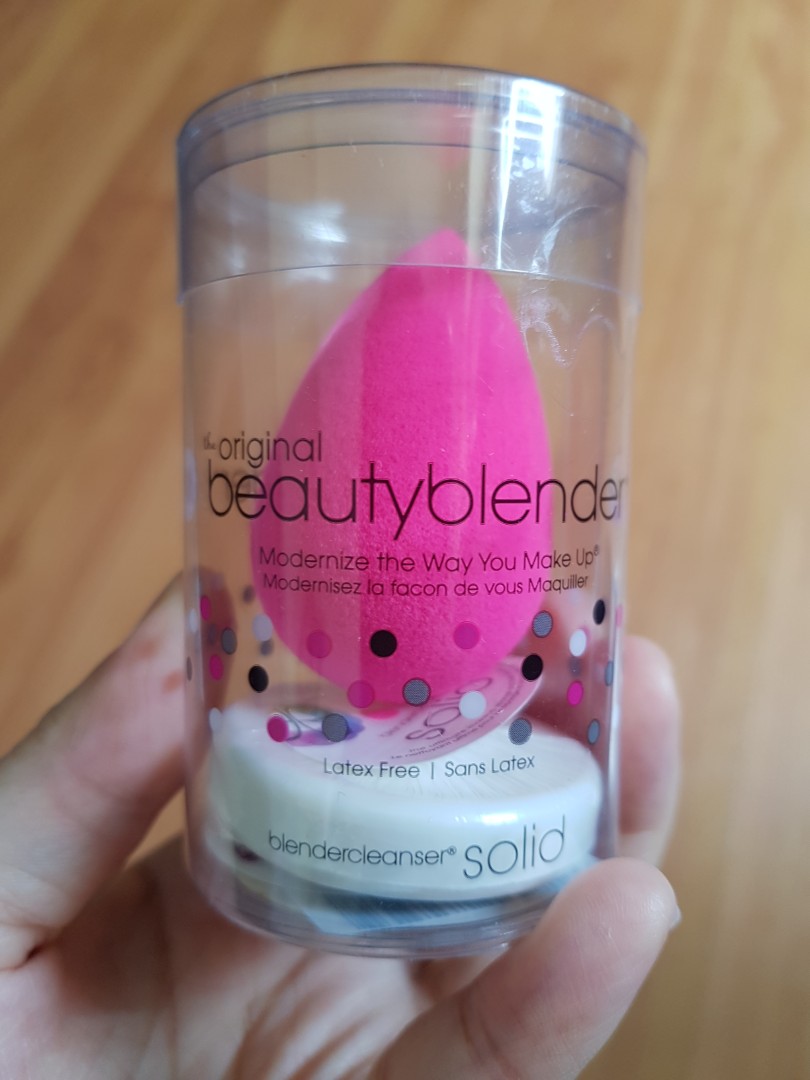 the original
beautyblender
Modernize the Way You Make Up®
Modernisez la facon de vous Maquiller
solid
Latex Free | Sans Latex
blendercleanser® solid